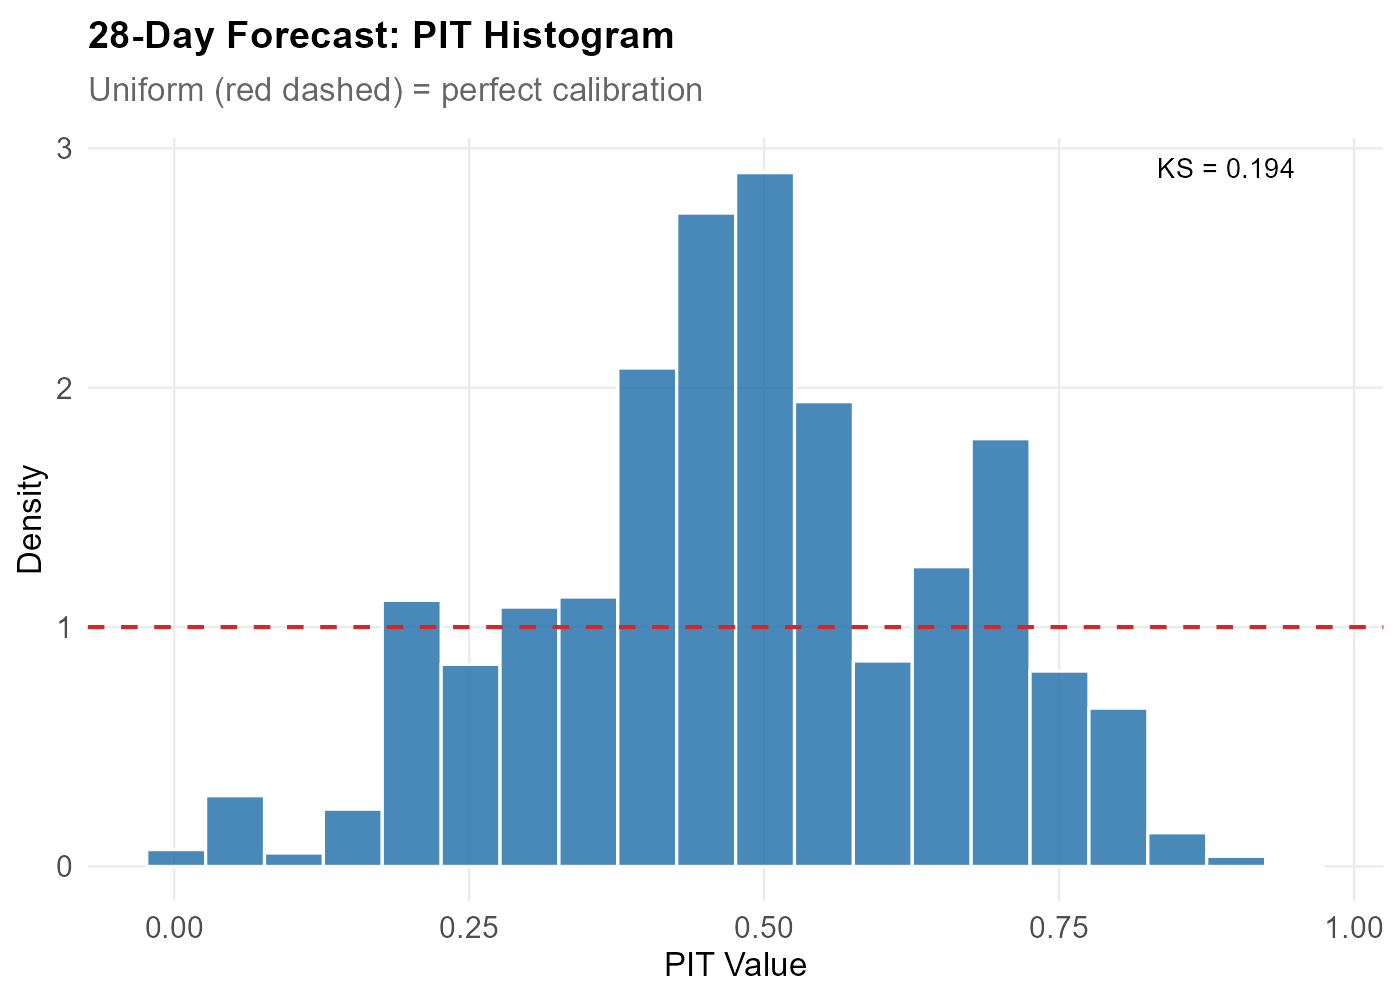 28-Day Forecast: PIT Histogram
Uniform (red dashed) = perfect calibration
KS = 0.194
3
2
1
0
Density
0.00 0.25 0.50 0.75 1.00
PIT Value